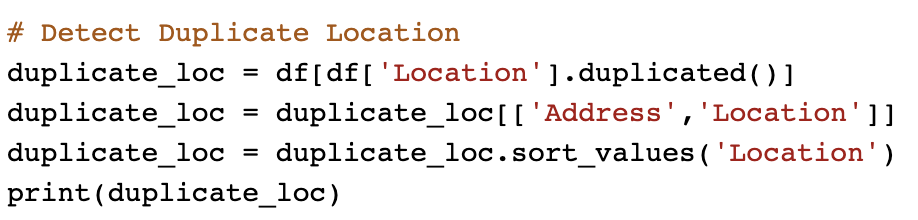 # Detect Duplicate Location
duplicate_loc = df[df['Location'].duplicated()]
duplicate_loc = duplicate_loc[['Address','Location']]
duplicate_loc = duplicate_loc.sort_values('Location')
print(duplicate_loc)